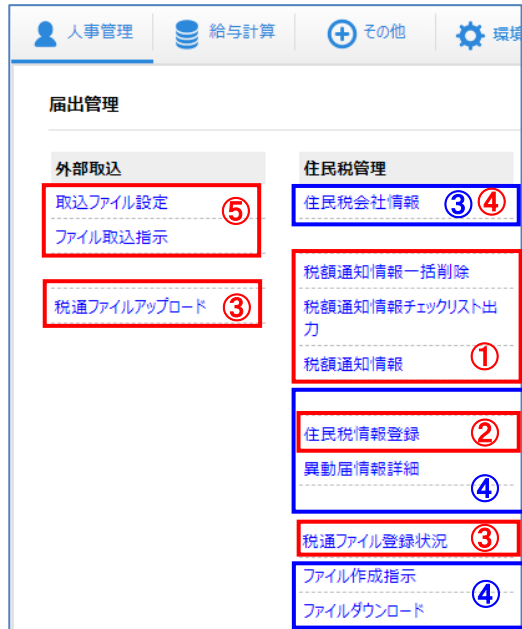 人事管理 給与計算 その他 環境
届出管理
外部取込
取込ファイル設定
ファイル取込指示
⑤
税通ファイルアップロード ③
住民税管理
住民税会社情報 ③ ④
税額通知情報一括削除
税額通知情報チェックリスト出
力
税額通知情報 ①
住民税情報登録 ②
異動届情報詳細
④
税通ファイル登録状況 ③
ファイル作成指示
ファイルダウンロード
④